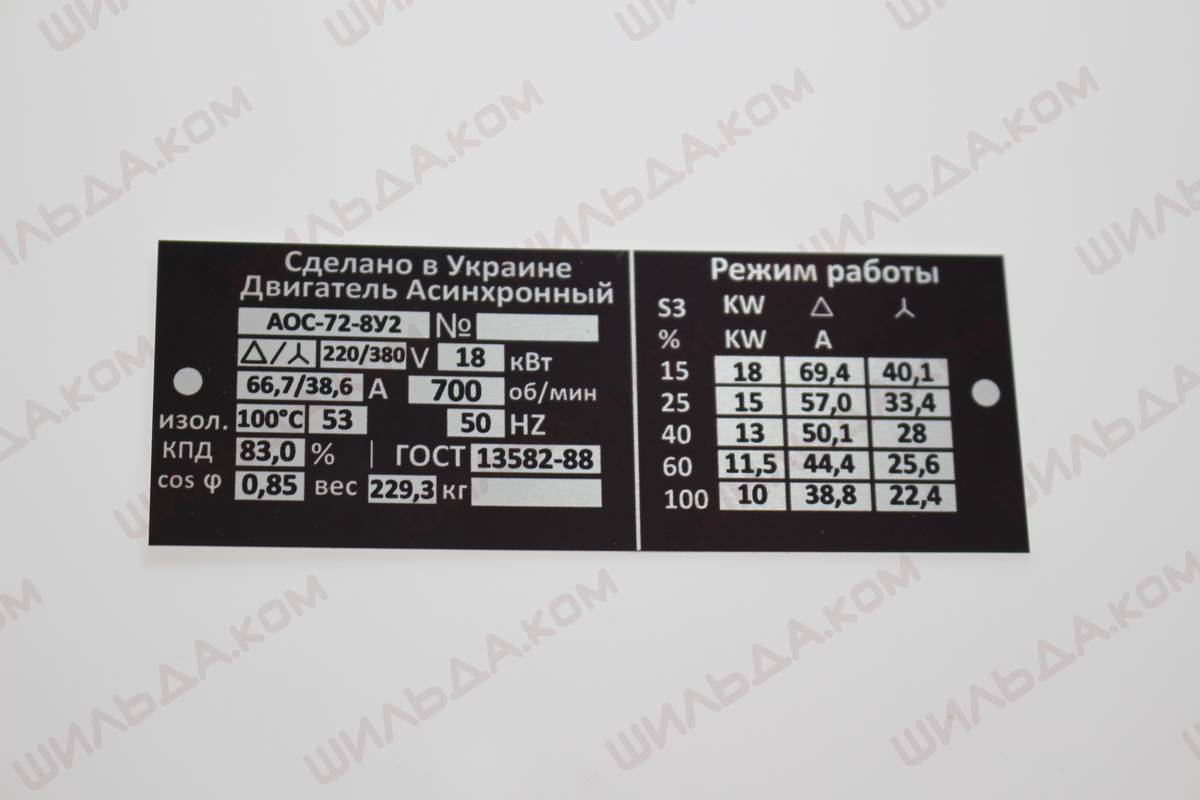 Сделано в Украине
Двигатель Асинхронный
АОС-72-8У2 №
△/⅄ 220/380 V 18 кВт
66,7/38,6 А 700 об/мин
изол. 100°С 53 50 HZ
КПД 83,0 % | ГОСТ 13582-88
cos φ 0,85 вес 229,3 кг
Режим работы
S3 KW △ ⅄
% KW A
15 18 69,4 40,1
25 15 57,0 33,4
40 13 50,1 28
60 11,5 44,4 25,6
100 10 38,8 22,4
ШИЛЬДА.КОМ